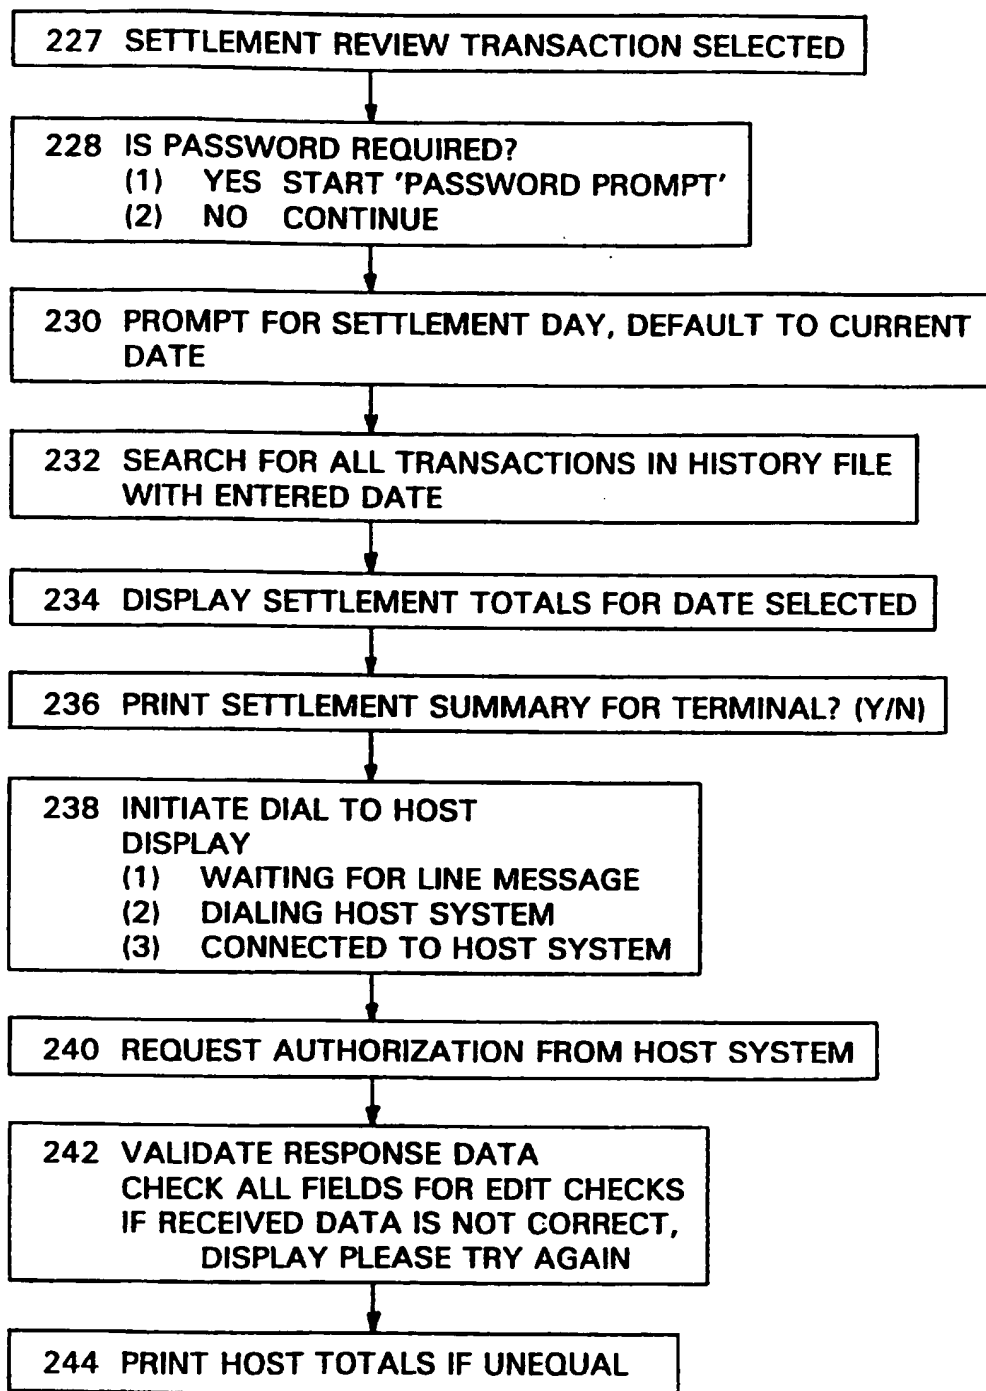 227 SETTLEMENT REVIEW TRANSACTION SELECTED
228 IS PASSWORD REQUIRED?
(1) YES START 'PASSWORD PROMPT'
(2) NO CONTINUE
230 PROMPT FOR SETTLEMENT DAY, DEFAULT TO CURRENT
DATE
232 SEARCH FOR ALL TRANSACTIONS IN HISTORY FILE
WITH ENTERED DATE
234 DISPLAY SETTLEMENT TOTALS FOR DATE SELECTED
236 PRINT SETTLEMENT SUMMARY FOR TERMINAL? (Y/N)
238 INITIATE DIAL TO HOST
DISPLAY
(1) WAITING FOR LINE MESSAGE
(2) DIALING HOST SYSTEM
(3) CONNECTED TO HOST SYSTEM
240 REQUEST AUTHORIZATION FROM HOST SYSTEM
242 VALIDATE RESPONSE DATA
CHECK ALL FIELDS FOR EDIT CHECKS
IF RECEIVED DATA IS NOT CORRECT,
DISPLAY PLEASE TRY AGAIN
244 PRINT HOST TOTALS IF UNEQUAL